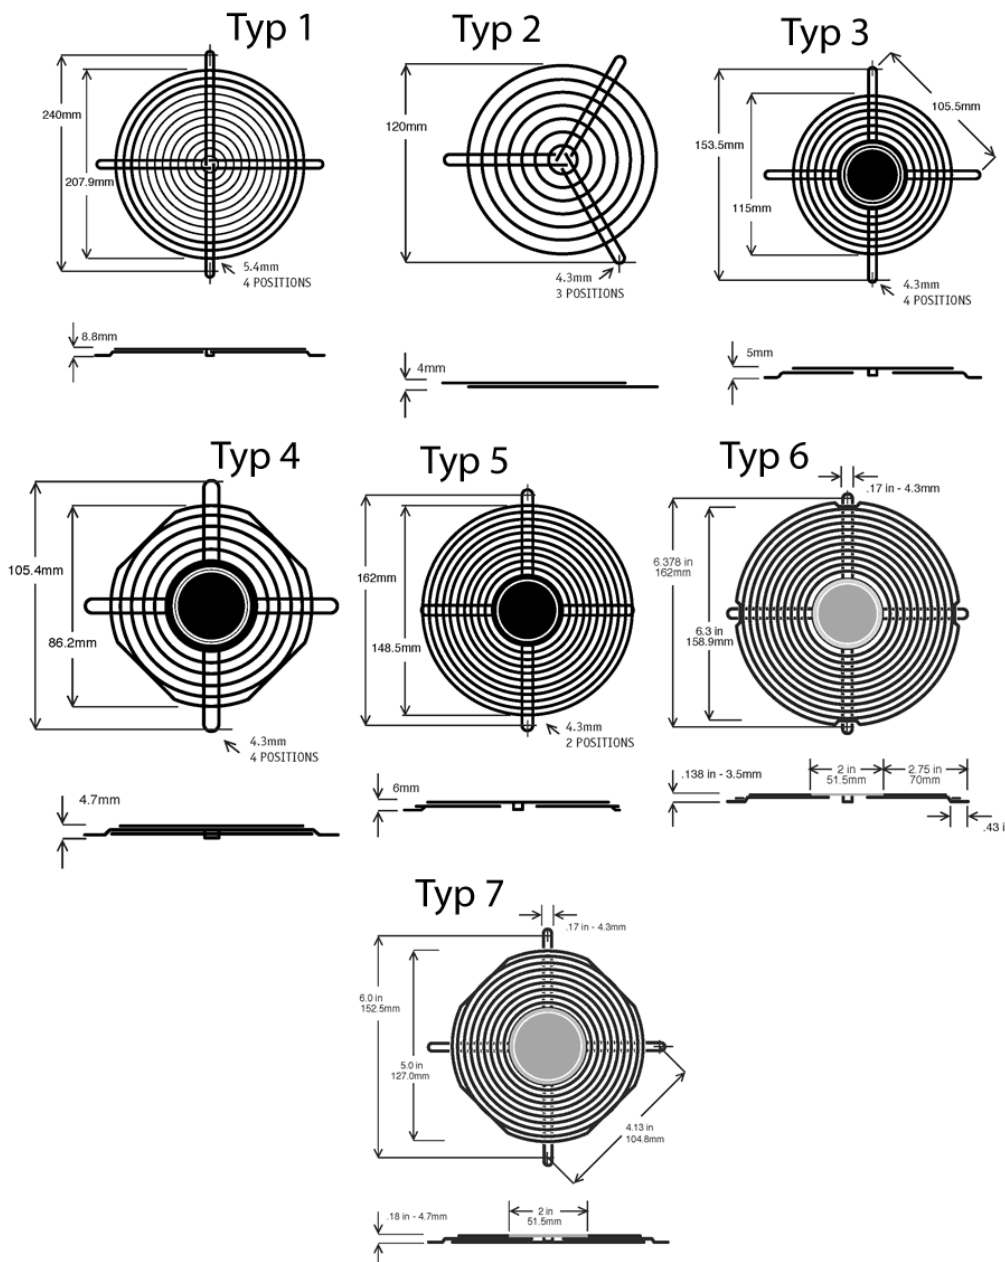 Typ 1
240mm
207.9mm
5.4mm
4 POSITIONS
8.8mm
Typ 2
120mm
4.3mm
3 POSITIONS
4mm
Typ 3
105.5mm
153.5mm
115mm
4.3mm
4 POSITIONS
5mm
Typ 4
105.4mm
86.2mm
4.3mm
4 POSITIONS
4.7mm
Typ 5
162mm
148.5mm
4.3mm
2 POSITIONS
6mm
Typ 6
.17 in - 4.3mm
6.378 in
162mm
6.3 in
158.9mm
.138 in - 3.5mm
2 in
51.5mm
2.75 in
70mm
.43 i
Typ 7
.17 in - 4.3mm
6.0 in
152.5mm
5.0 in
127.0mm
4.13 in
104.8mm
.18 in - 4.7mm
2 in
51.5mm